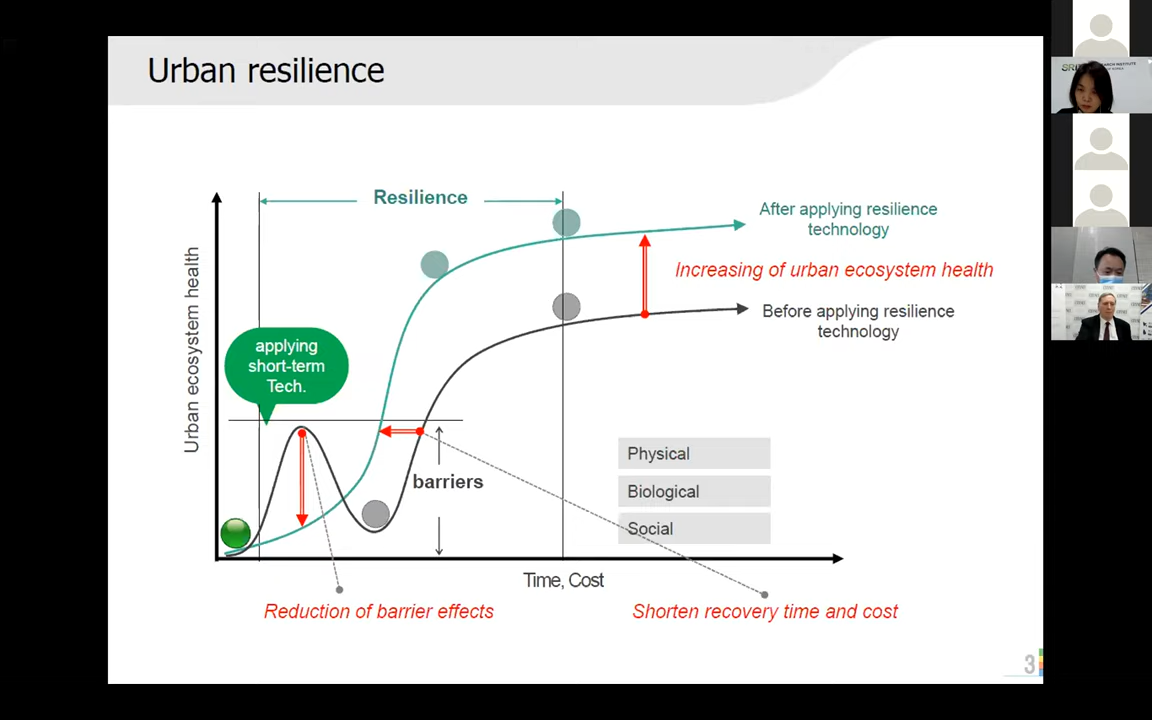 Urban resilience
Resilience
After applying resilience
technology
Increasing of urban ecosystem health
Before applying resilience
technology
Urban ecosystem health
applying
short-term
Tech.
barriers
Physical
Biological
Social
Time, Cost
Reduction of barrier effects
Shorten recovery time and cost
3